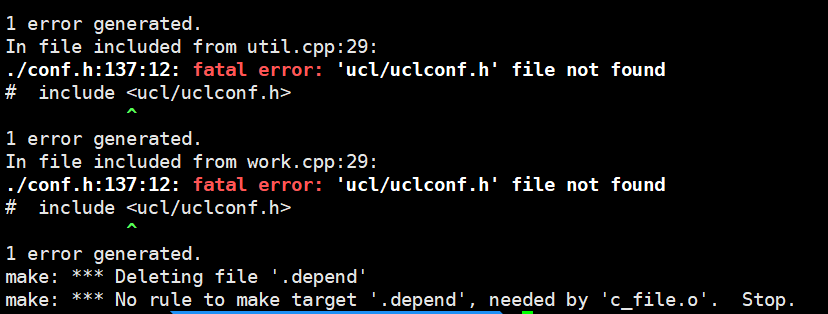 1 error generated.
In file included from util.cpp:29:
./conf.h:137:12: fatal error: 'ucl/uclconf.h' file not found
#  include <ucl/uclconf.h>
^
1 error generated.
In file included from work.cpp:29:
./conf.h:137:12: fatal error: 'ucl/uclconf.h' file not found
#  include <ucl/uclconf.h>
^
1 error generated.
make: *** Deleting file '.depend'
make: *** No rule to make target '.depend', needed by 'c_file.o'.  Stop.